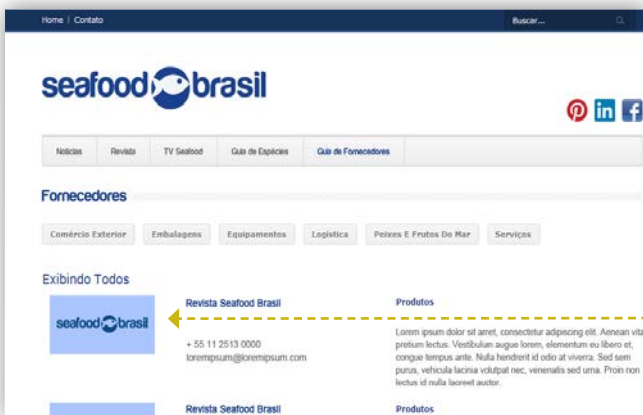 Home | Contato
Buscar...
seafood brasil
Notícias Revista TV Seafood Guia de Espécies Guia de Fornecedores
Fornecedores
Comércio Exterior Embalagens Equipamentos Logística Peixes E Frutos Do Mar Serviços
Exibindo Todos
seafood brasil
Revista Seafood Brasil
+ 55 11 2513 0000
loremipsum@loremipsum.com
Produtos
Lorem ipsum dolor sit amet, consectetur adipiscing elit. Aenean vita
pretium lectus. Vestibulum augue lorem, elementum eu libero et,
congue tempus ante. Nulla hendrerit id odio at viverra. Sed sem
purus, vehicula lacinia volutpat nec, venenatis sed urna. Proin non
lectus id nulla laoreet auctor.
Revista Seafood Brasil
Produtos